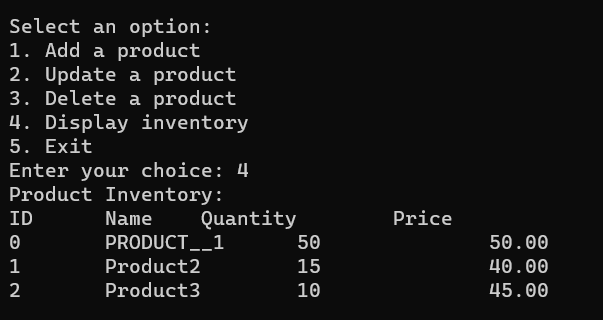 Select an option:
1. Add a product
2. Update a product
3. Delete a product
4. Display inventory
5. Exit
Enter your choice: 4
Product Inventory:
ID      Name    Quantity        Price
0       PRODUCT__1      50              50.00
1       Product2        15              40.00
2       Product3        10              45.00